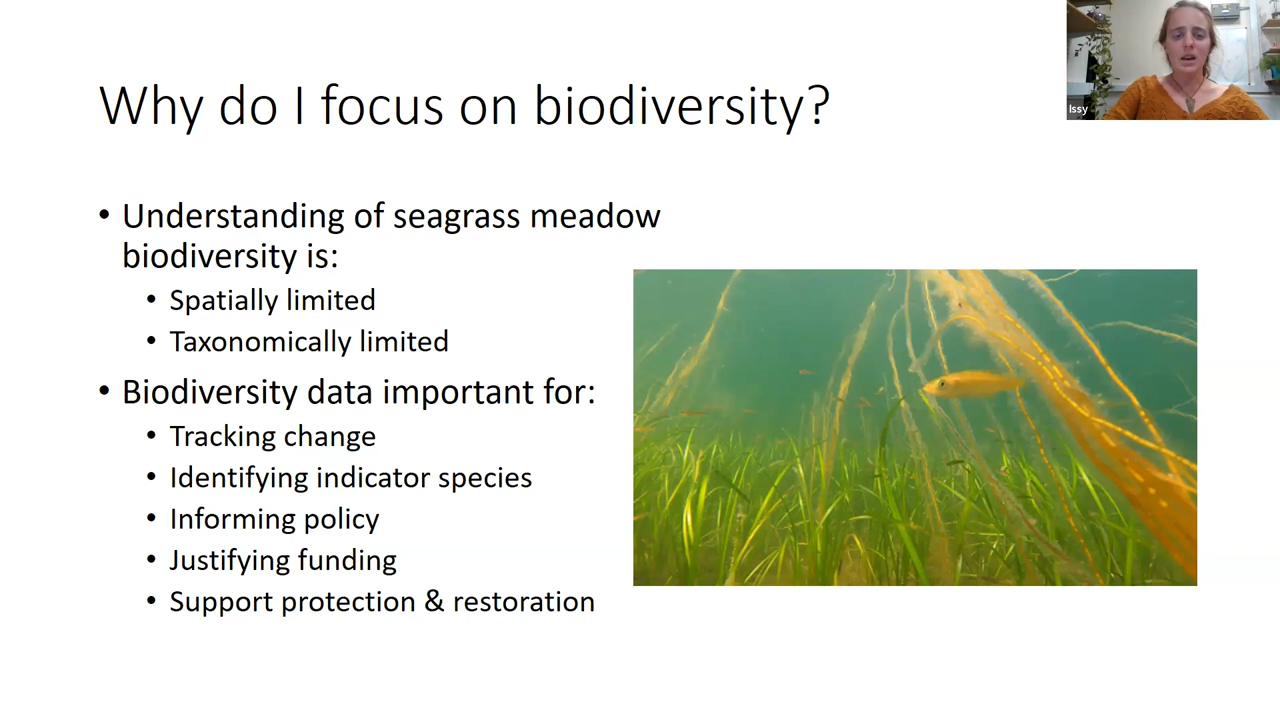 Why do I focus on biodiversity?
Issy
• Understanding of seagrass meadow
biodiversity is:
• Spatially limited
• Taxonomically limited
• Biodiversity data important for:
• Tracking change
• Identifying indicator species
• Informing policy
• Justifying funding
• Support protection & restoration